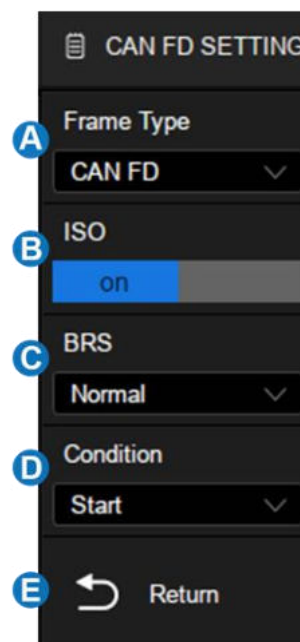 CAN FD SETTING
A
Frame Type
CAN FD
B
ISO
on
C
BRS
Normal
D
Condition
Start
E
Return